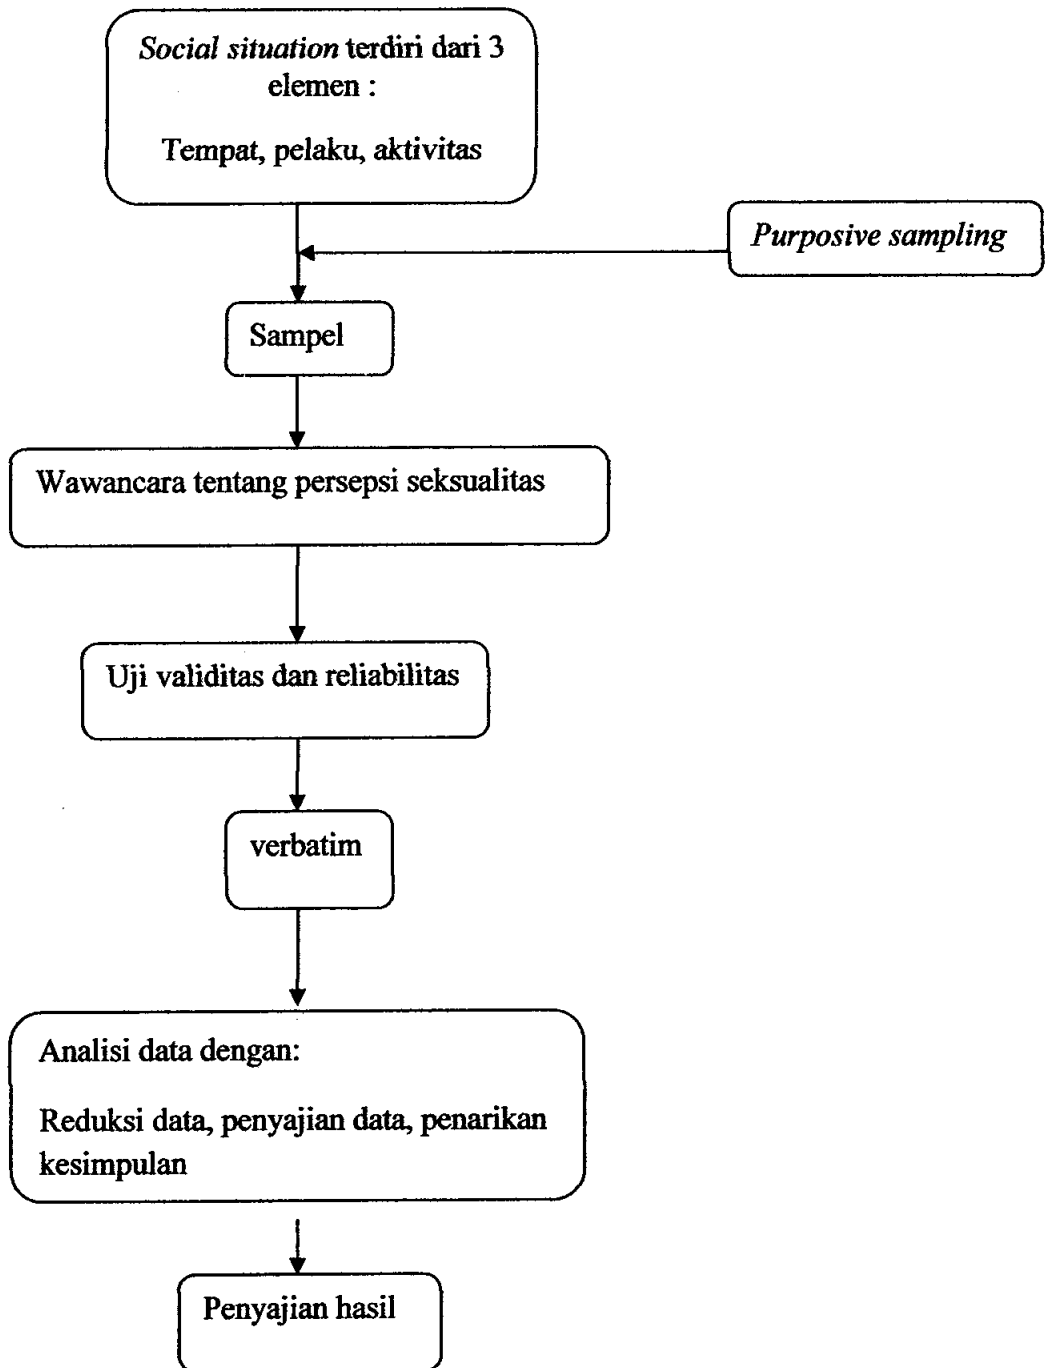 Social situation terdiri dari 3
elemen :
Tempat, pelaku, aktivitas
Purposive sampling
Sampel
Wawancara tentang persepsi seksualitas
Uji validitas dan reliabilitas
verbatim
Analisi data dengan:
Reduksi data, penyajian data, penarikan
kesimpulan
Penyajian hasil